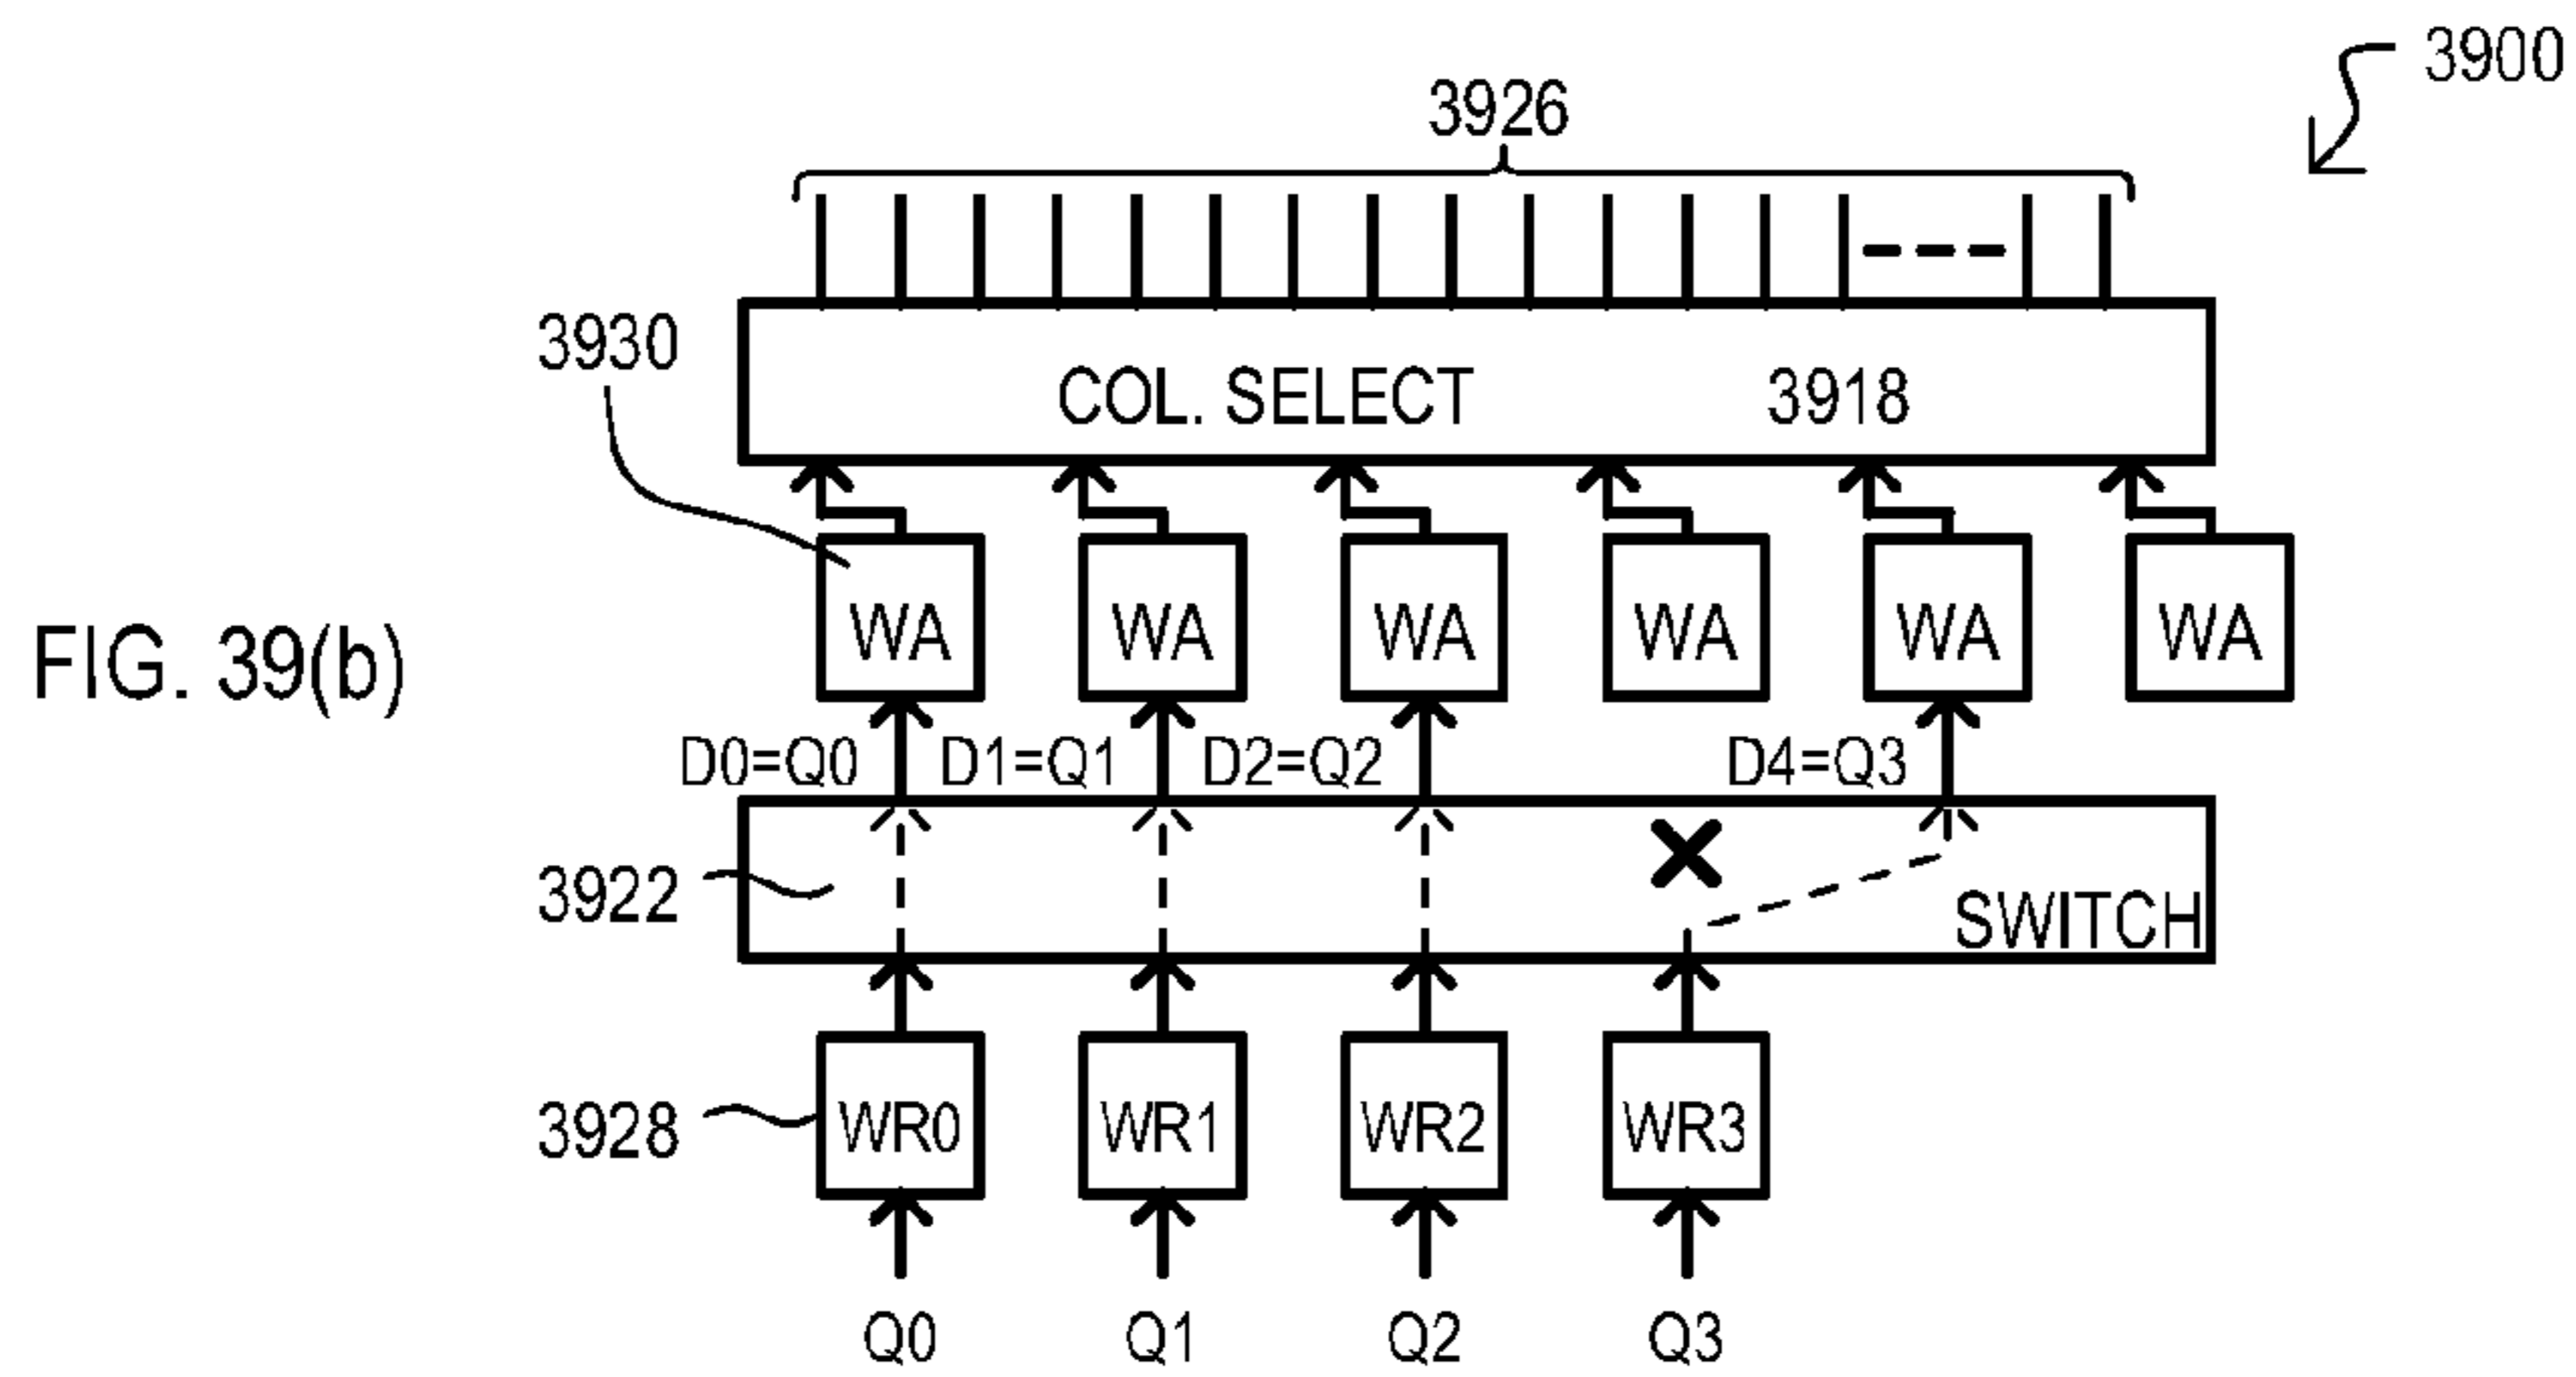 3900
3926
3930
COL. SELECT 3918
WA WA WA WA WA WA
FIG. 39(b)
D0=Q0 D1=Q1 D2=Q2 D4=Q3
3922
SWITCH
3928
WR0 WR1 WR2 WR3
Q0 Q1 Q2 Q3